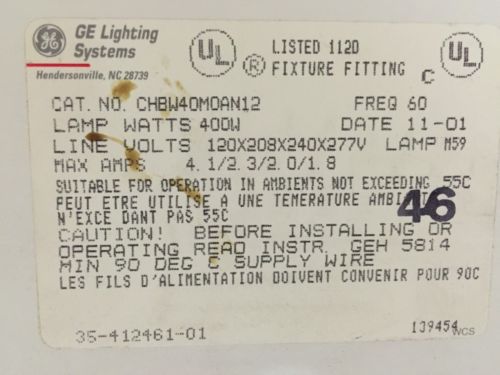 GE Lighting
Systems
Hendersonville, NC 28739
UL
®
LISTED 112D
FIXTURE FITTING
C
UL
CAT. NO. CHBW40M0AN12 FREQ 60
LAMP WATTS 400W DATE 11-01
LINE VOLTS 120X208X240X277V LAMP M59
MAX AMPS 4.1/2.3/2.0/1.8
SUITABLE FOR OPERATION IN AMBIENTS NOT EXCEEDING 55C
PEUT ETRE UTILISE A UNE TEMERATURE AMBIENTE
N'EXCE DANT PAS 55C
46
CAUTION! BEFORE INSTALLING OR
OPERATING READ INSTR. GEH 5814
MIN 90 DEG C SUPPLY WIRE
LES FILS D'ALIMENTATION DOIVENT CONVENIR POUR 90C
35-412461-01
139454 WCS